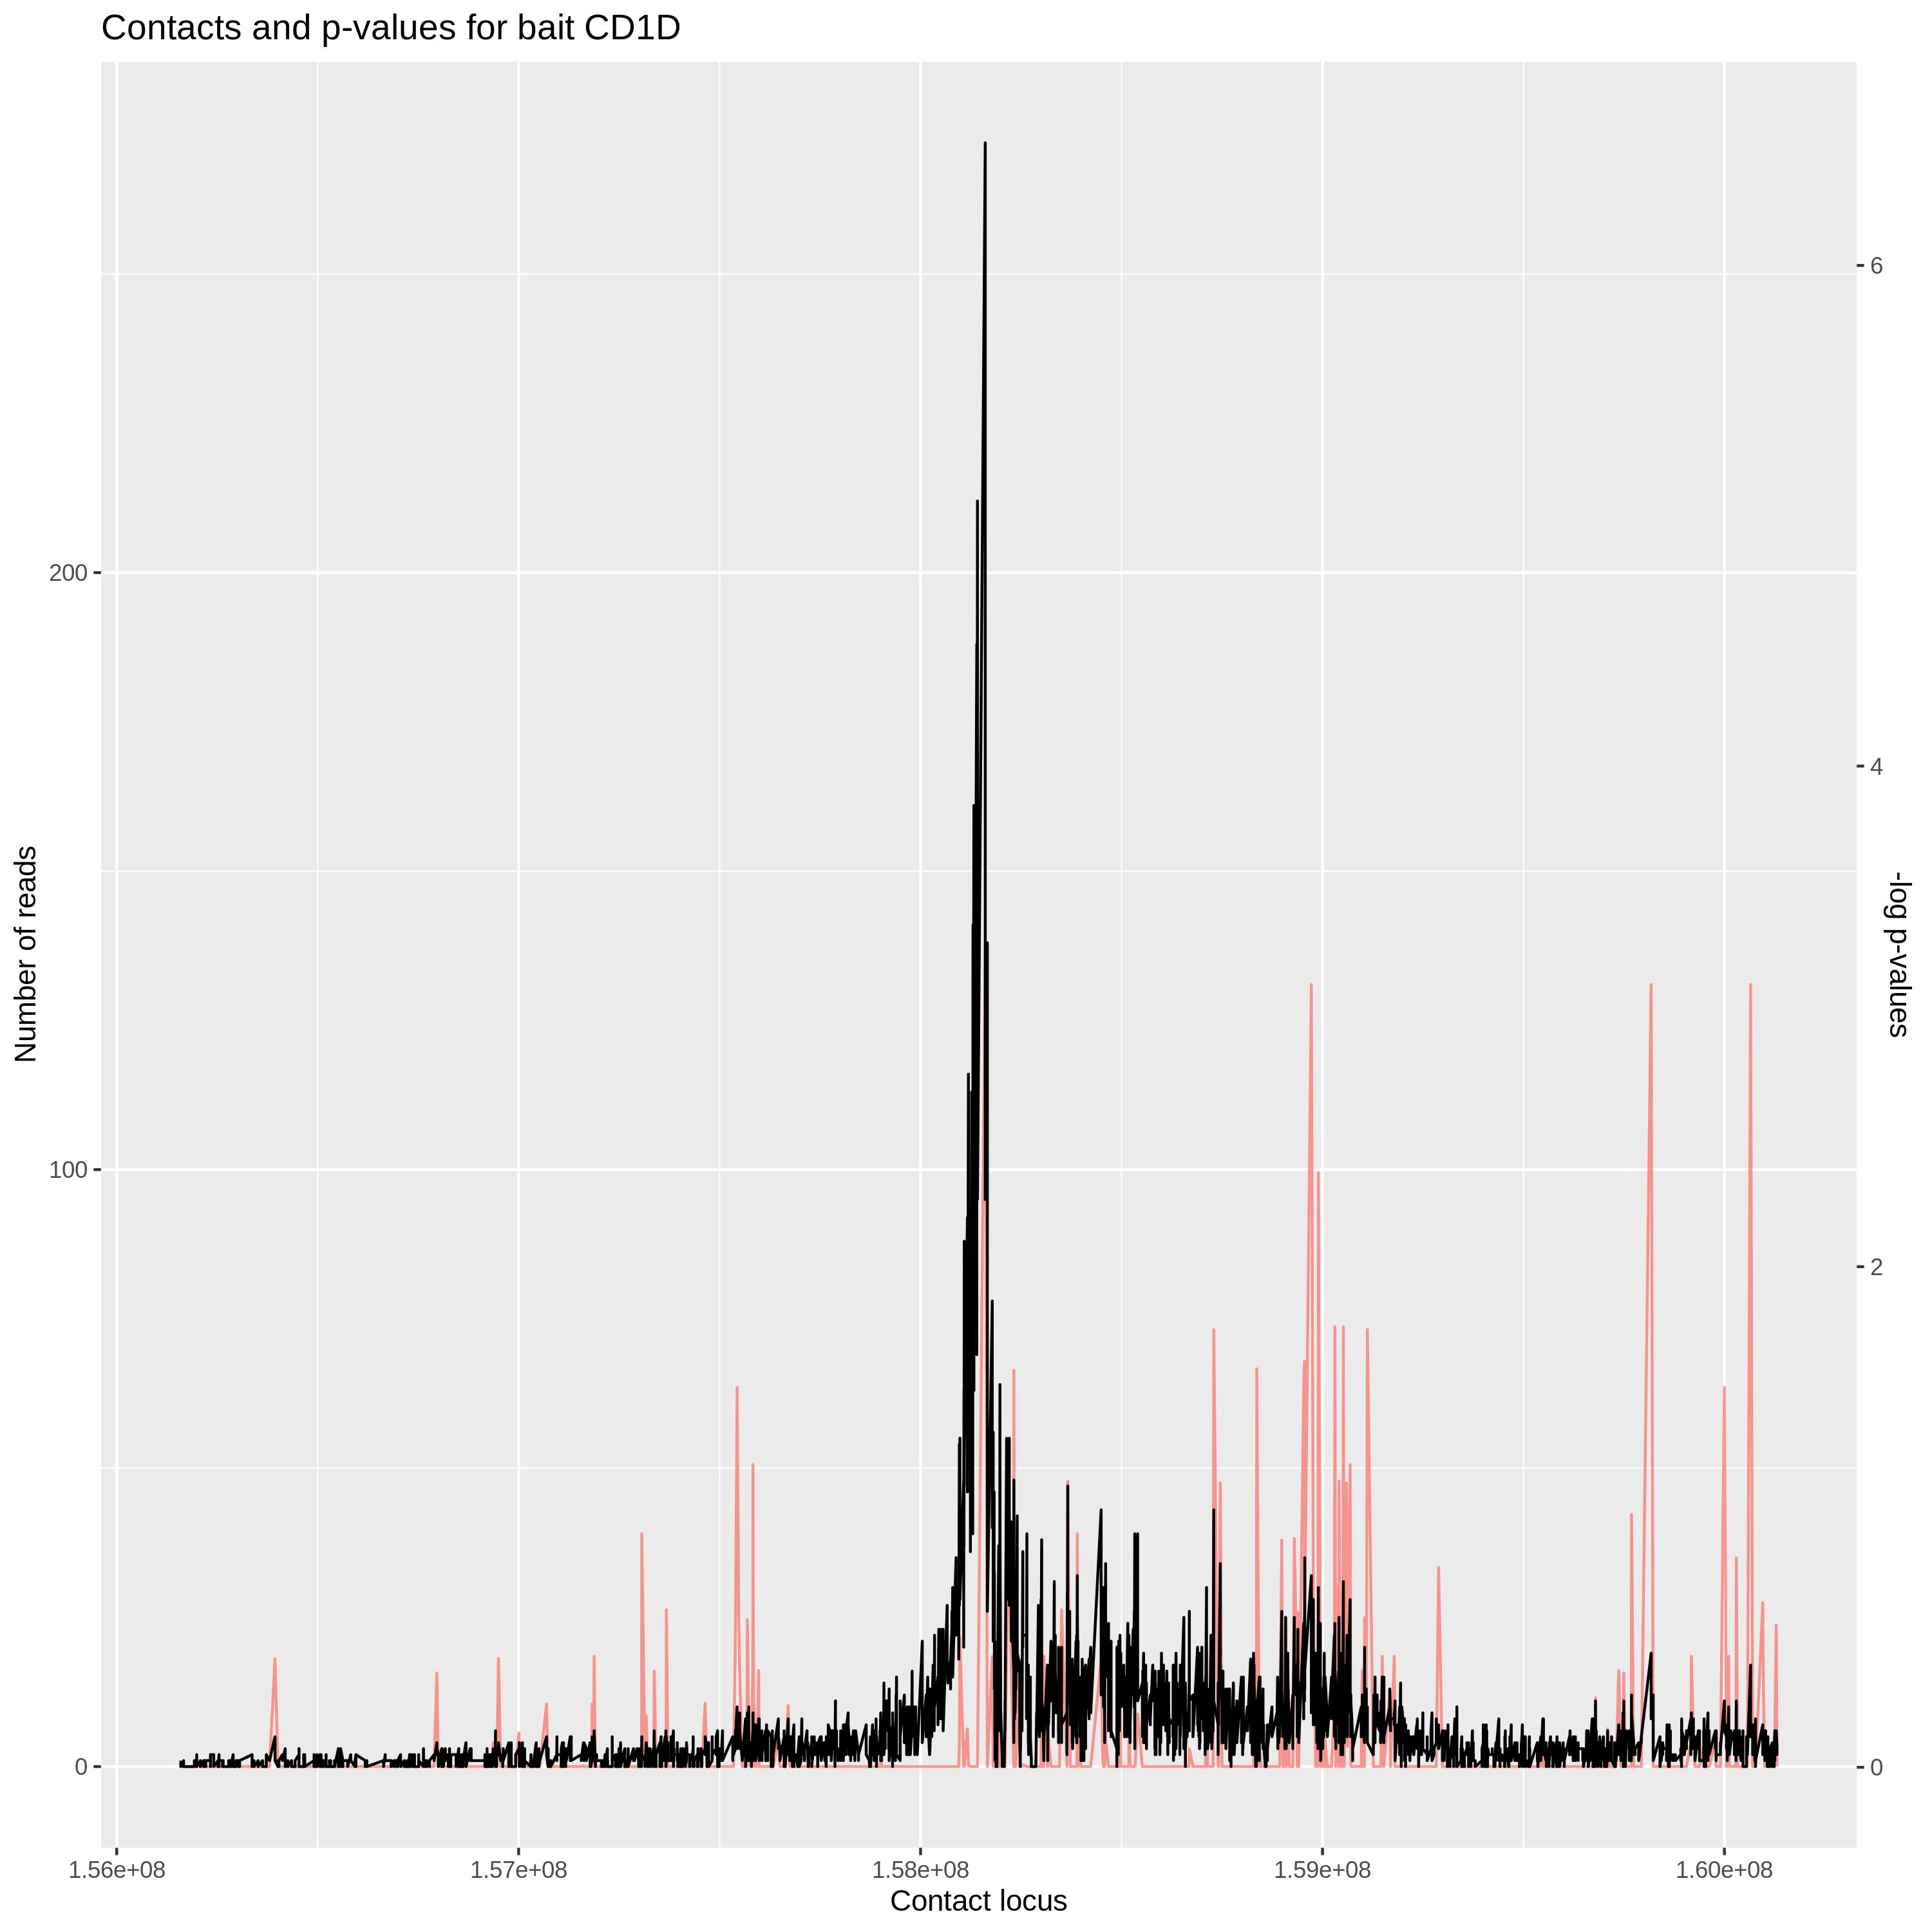 Contacts and p-values for bait CD1D
Number of reads
200
100
0
6
4
2
0
-log p-values
1.56e+08
1.57e+08
1.58e+08
1.59e+08
1.60e+08
Contact locus